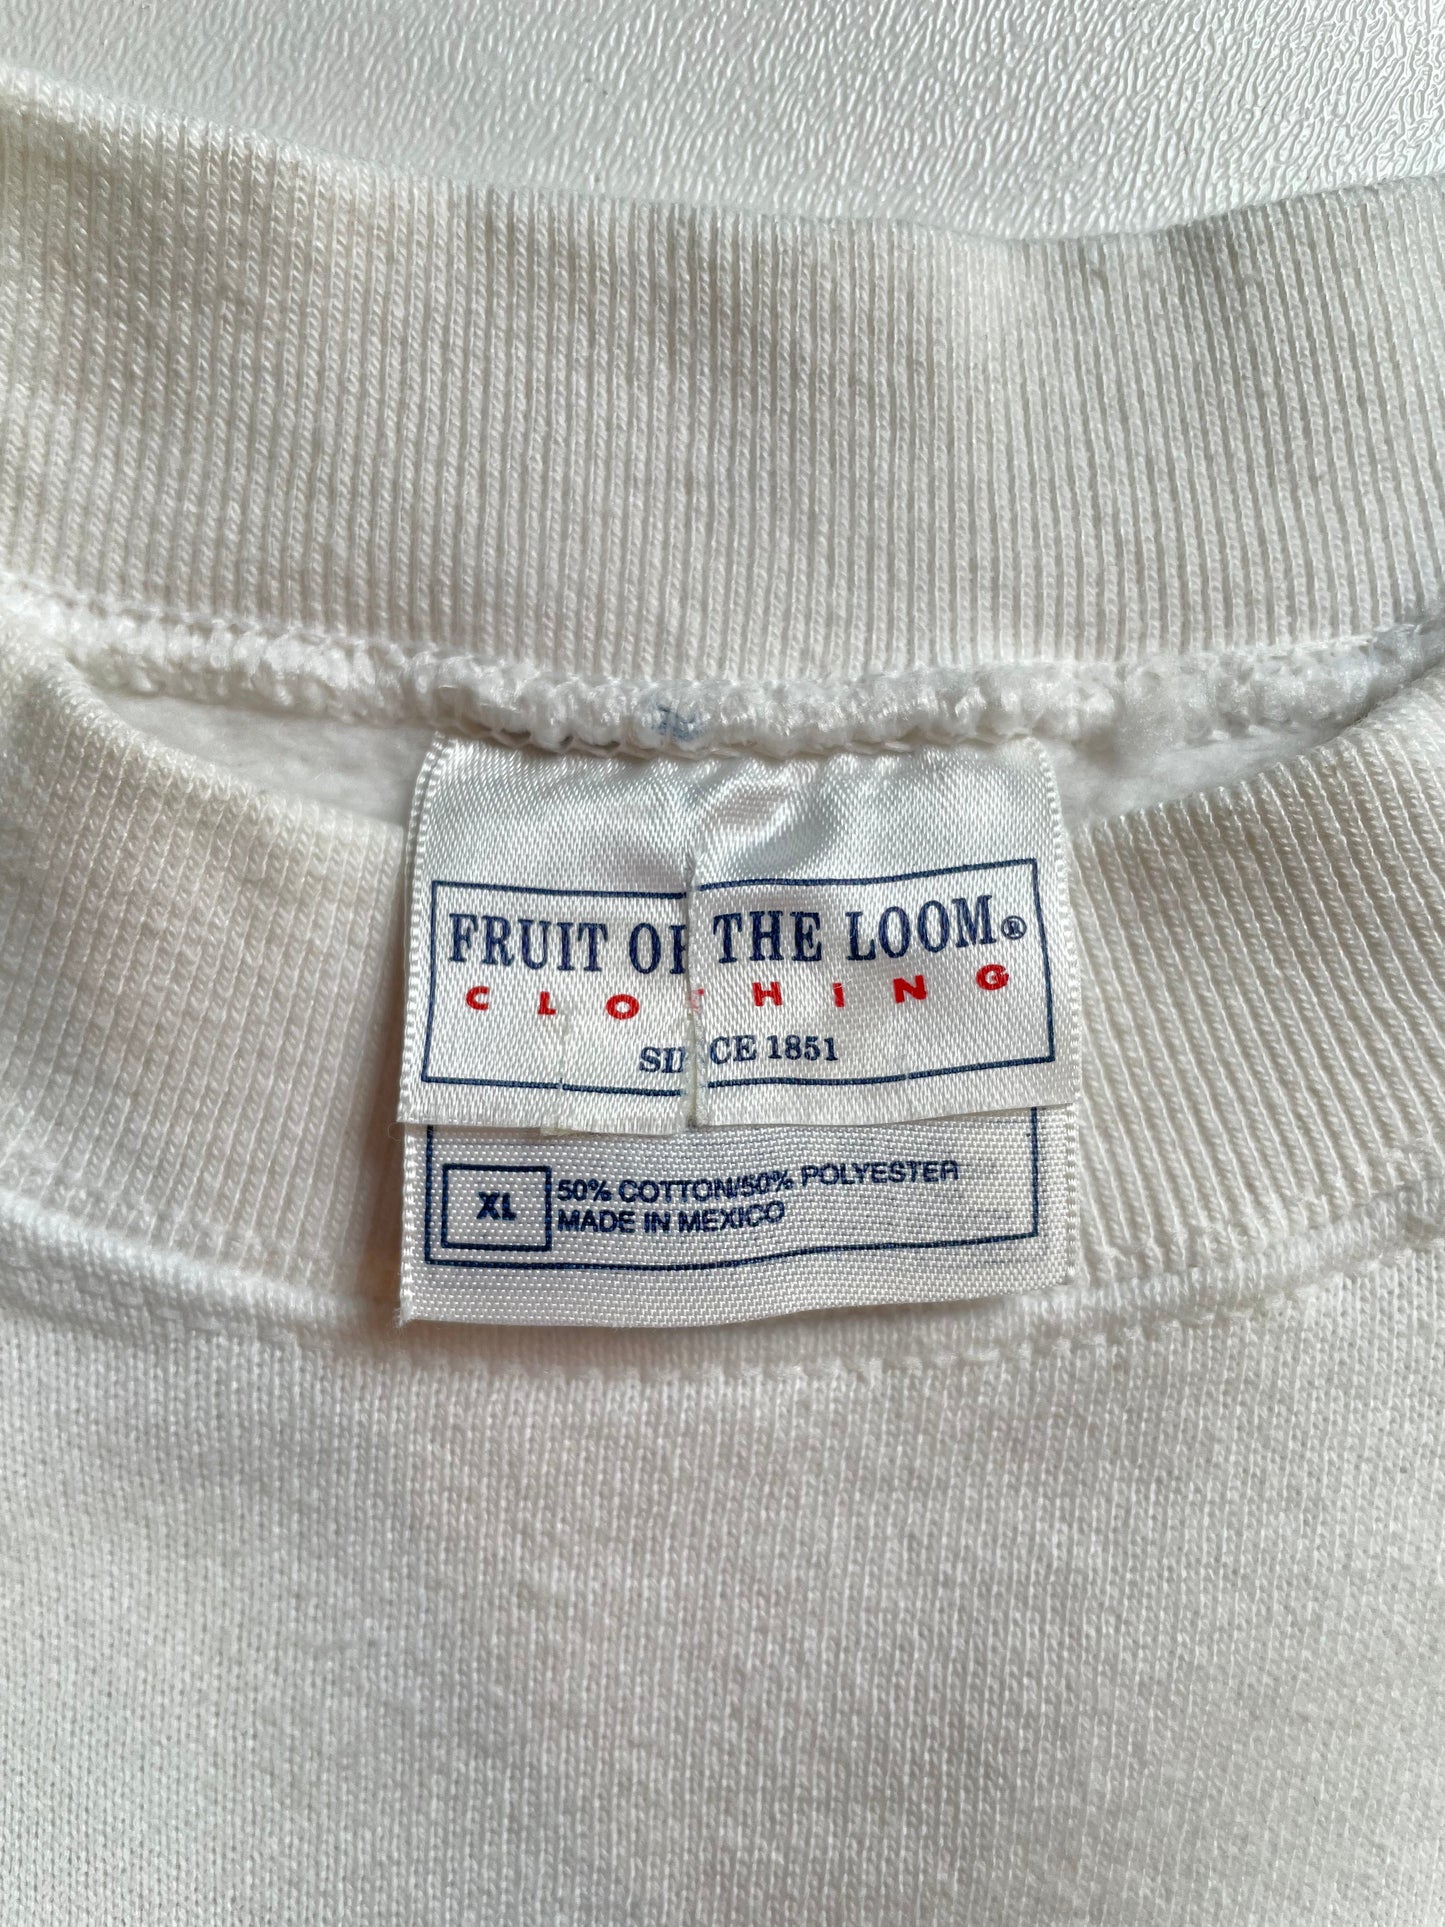 FRUIT OF THE LOOM®
CLOTHING
SINCE 1851
XL
50% COTTON/50% POLYESTER
MADE IN MEXICO